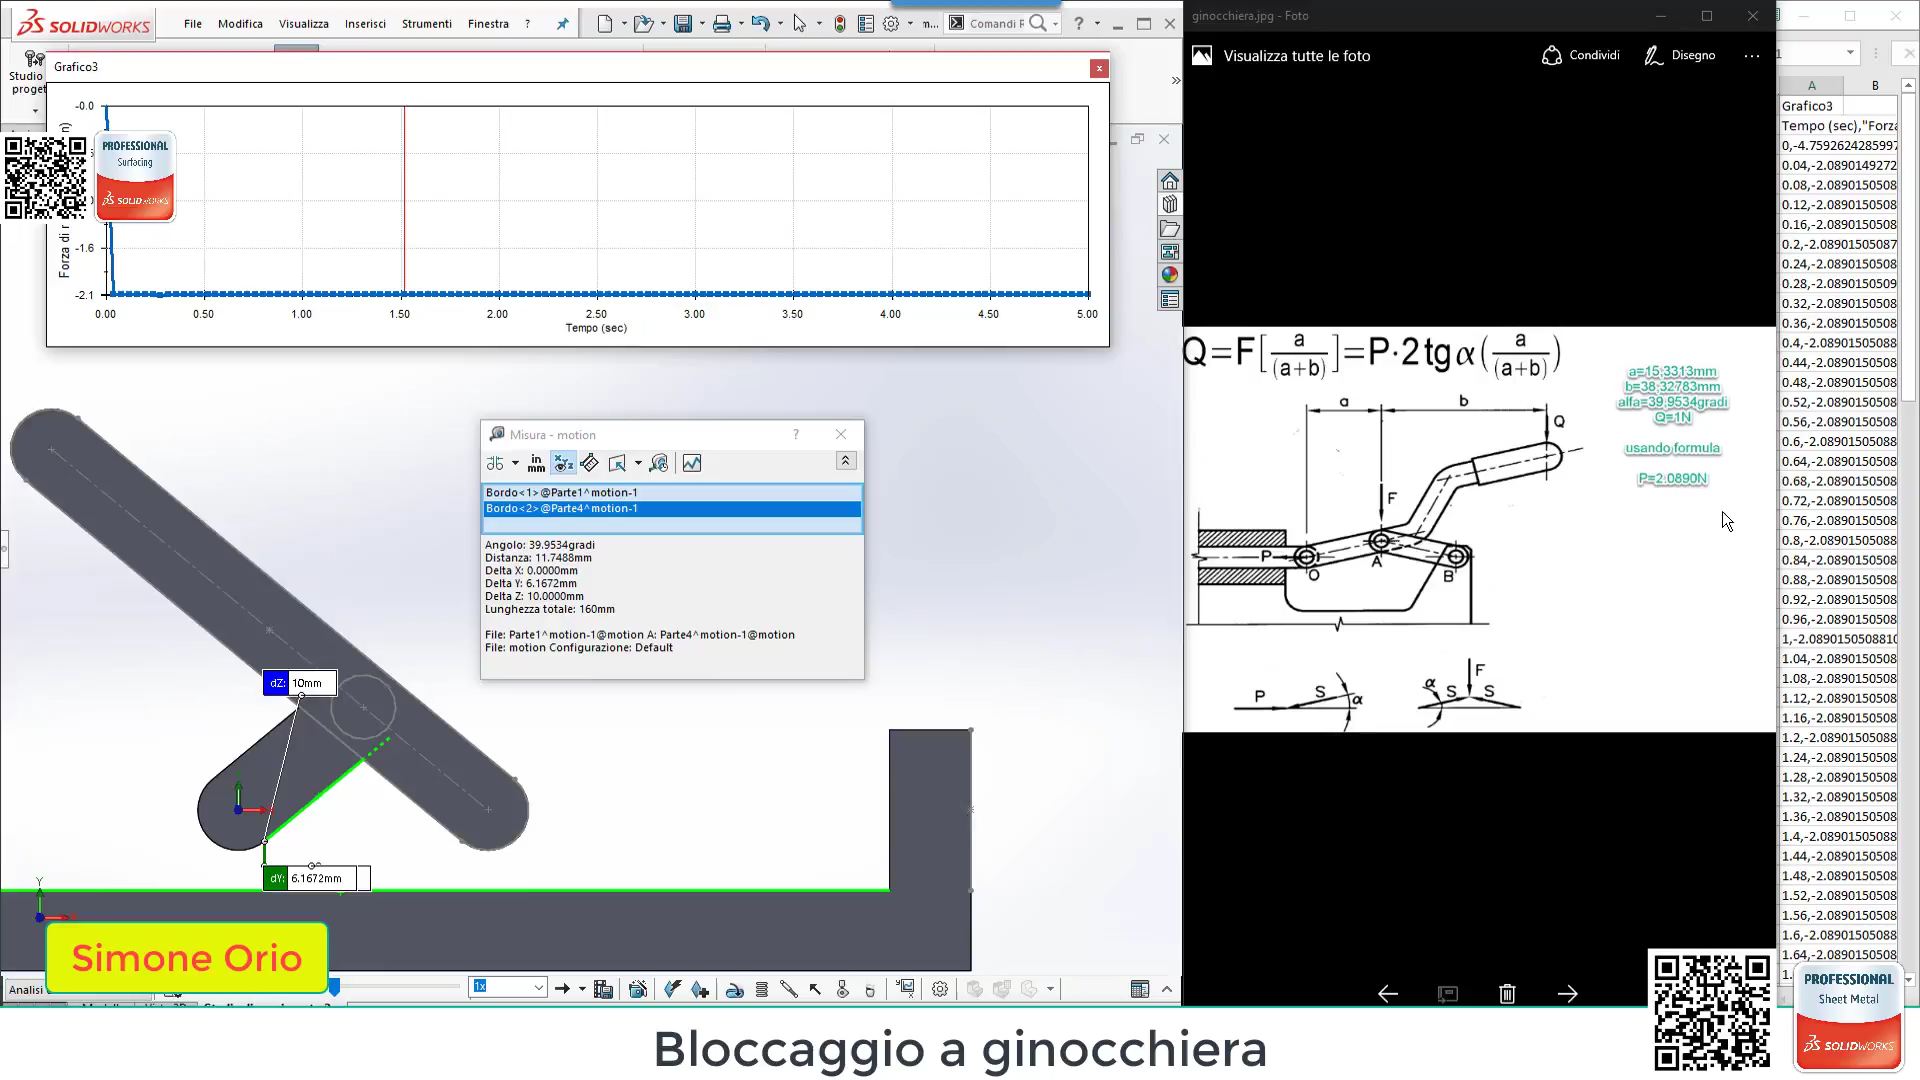 SOLIDWORKS
File
Modifica
Visualizza
Inserisci
Strumenti
Finestra
?
m...
Comandi
?
Studio
proget
Grafico3
x
-0.0
-1.6
-2.1
0.00
0.50
1.00
1.50
2.00
2.50
3.00
3.50
4.00
4.50
5.00
Tempo (sec)
PROFESSIONAL
Surfacing
SOLIDWORKS
Misura - motion
?
in
mm
Bordo<1>@Parte1^motion-1
Bordo<2>@Parte4^motion-1
Angolo: 39.9534gradi
Distanza: 11.7488mm
Delta X: 0.0000mm
Delta Y: 6.1672mm
Delta Z: 10.0000mm
Lunghezza totale: 160mm
File: Parte1^motion-1@motion A: Parte4^motion-1@motion
File: motion Configurazione: Default
dZ: 10mm
dY: 6.1672mm
Y
Simone Orio
Analisi
1x
ginocchiera.jpg - Foto
Visualizza tutte le foto
Condividi
Disegno
Q=F[a/(a+b)]=P·2tgα(a/(a+b))
a=15,3313mm
b=38,32783mm
alfa=39,9534gradi
Q=1N
usando formula
P=2.0890N
a
b
Q
F
P
O
A
B
P
S
α
α
S
F
S
1
A
B
Grafico3
Tempo (sec),"Forza
0,-4.7592624285997
0.04,-2.0890149272
0.08,-2.0890150508
0.12,-2.0890150508
0.16,-2.0890150508
0.2,-2.08901505087
0.24,-2.0890150508
0.28,-2.0890150509
0.32,-2.0890150508
0.36,-2.0890150508
0.4,-2.08901505088
0.44,-2.0890150508
0.48,-2.0890150508
0.52,-2.0890150508
0.56,-2.0890150508
0.6,-2.08901505088
0.64,-2.0890150508
0.68,-2.0890150508
0.72,-2.0890150508
0.76,-2.0890150508
0.8,-2.08901505088
0.84,-2.0890150508
0.88,-2.0890150508
0.92,-2.0890150508
0.96,-2.0890150508
1,-2.0890150508810
1.04,-2.0890150508
1.08,-2.0890150508
1.12,-2.0890150508
1.16,-2.0890150508
1.2,-2.08901505088
1.24,-2.0890150508
1.28,-2.0890150508
1.32,-2.0890150508
1.36,-2.0890150508
1.4,-2.08901505088
1.44,-2.0890150508
1.48,-2.0890150508
1.52,-2.0890150508
1.56,-2.0890150508
1.6,-2.08901505088
1.64,-2.0890150508
PROFESSIONAL
Sheet Metal
SOLIDWORKS
Bloccaggio a ginocchiera